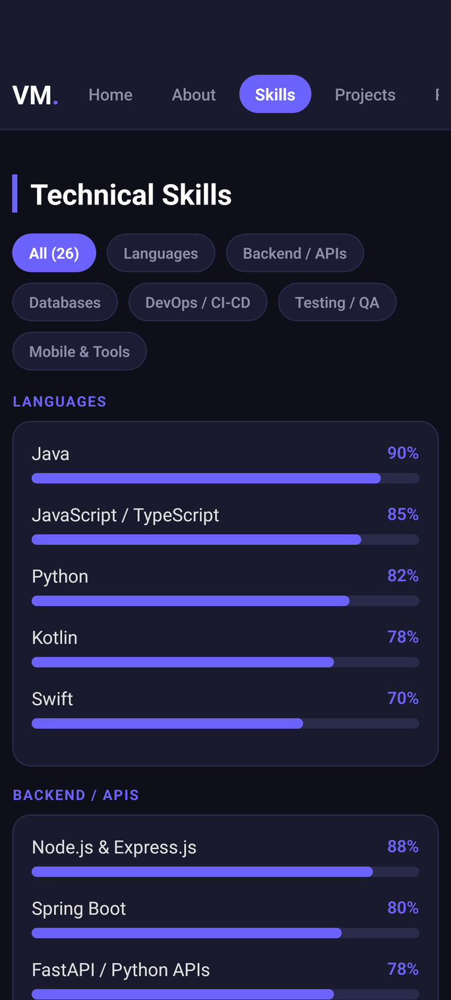 VM. Home About Skills Projects
Technical Skills
All (26) Languages Backend / APIs
Databases DevOps / CI-CD Testing / QA
Mobile & Tools
LANGUAGES
Java 90%
JavaScript / TypeScript 85%
Python 82%
Kotlin 78%
Swift 70%
BACKEND / APIS
Node.js & Express.js 88%
Spring Boot 80%
FastAPI / Python APIs 78%